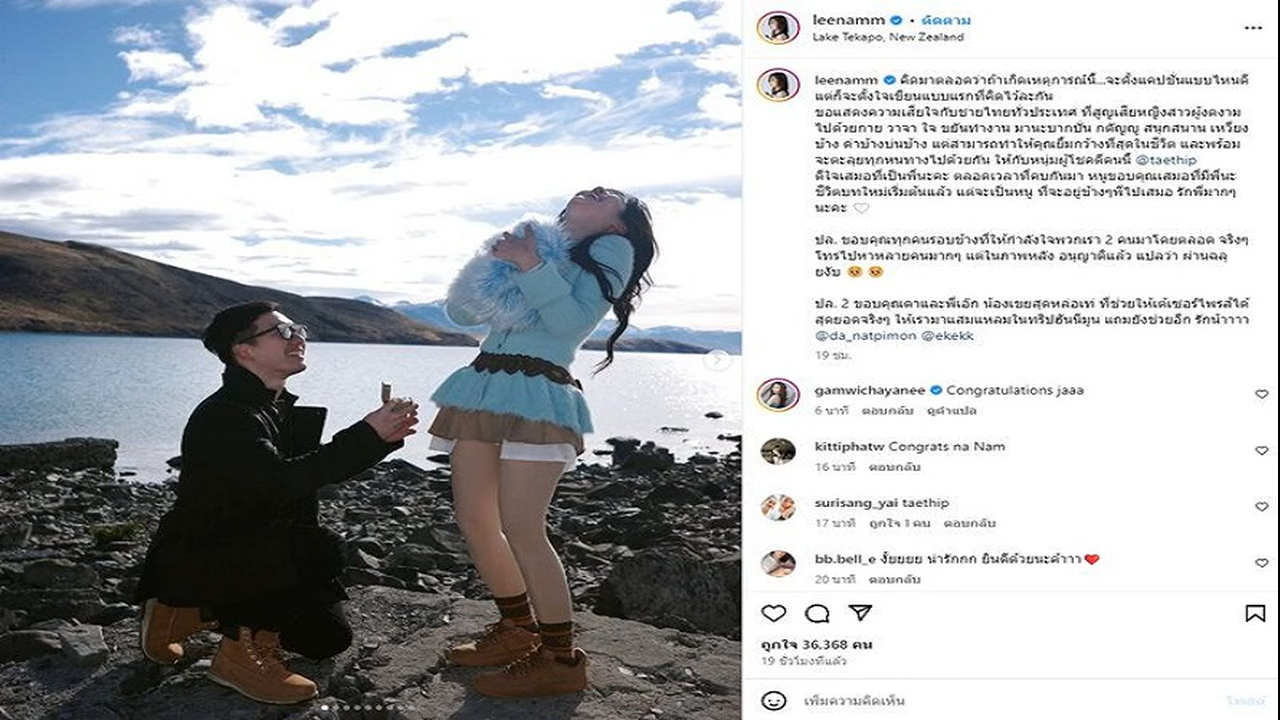 leenamm • ติดตาม
Lake Tekapo, New Zealand
leenamm คิดมาตลอดว่าถ้าเกิดเหตุการณ์นี้...จะตั้งแคปชั่นแบบไหนดี
แต่ก็จะตั้งใจเขียนแบบแรกที่คิดไว้ละกัน
ขอแสดงความเสียใจกับชายไทยทั่วประเทศ ที่สูญเสียหญิงสาวผู้งดงาม
ไปด้วยกาย วาจา ใจ ขยันทำงาน มานะบากบั่น กตัญญู สนุกสนาน เหวี่ยง
บ้าง ด่าบ้างบ่นบ้าง แต่สามารถทำให้คุณยิ้มกว้างที่สุดในชีวิต และพร้อม
จะตะลุยทุกหนทางไปด้วยกัน ให้กับหนุ่มผู้โชคดีคนนี้ @taethip
ดีใจเสมอที่เป็นพี่นะคะ ตลอดเวลาที่คบกันมา หนูขอบคุณเสมอที่มีพี่นะ
ชีวิตบทใหม่เริ่มต้นแล้ว แต่จะเป็นหนู ที่จะอยู่ข้างๆพี่ไปเสมอ รักพี่มากๆ
นะคะ 🤍
ปล. ขอบคุณทุกคนรอบข้างที่ให้กำลังใจพวกเรา 2 คนมาโดยตลอด จริงๆ
โทรไปหาหลายคนมากๆ แต่ในภาพหลัง อนุญาติแล้ว แปลว่า ผ่านฉลุ
ยงับ 😡 😡
ปล. 2 ขอบคุณดาและพี่เอ้ก น้องเขยสุดหล่อเท่ ที่ช่วยให้เค้าเซอร์ไพรส์ได้
สุดยอดจริงๆ ให้เรามาแสมแหลมในทริปฮันนีมูน แถมยังช่วยอีก รักน้าาาา
@da_natpimon @ekekk
19 ชม.
gamwichayanee Congratulations jaaa
6 นาที ตอบกลับ ดูคำแปล
kittiphatw Congrats na Nam
16 นาที ตอบกลับ
surisang_yai taethip
17 นาที ถูกใจ 1 คน ตอบกลับ
bb.bell_e งั้ยยยย น่ารักกก ยินดีด้วยนะค้าาา❤️
20 นาที ตอบกลับ
ถูกใจ 36,368 คน
19 ชั่วโมงที่แล้ว
เพิ่มความคิดเห็น
โพสต์